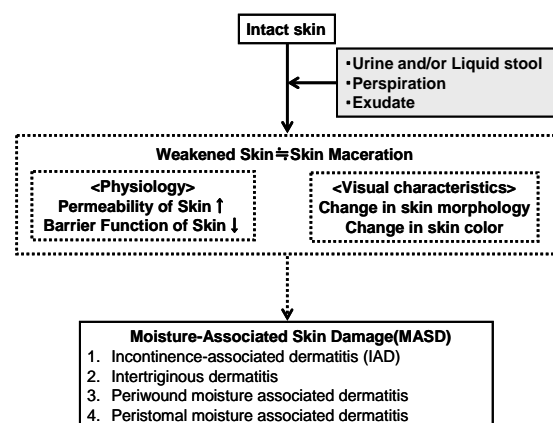 Intact skin
・Urine and/or Liquid stool
・Perspiration
・Exudate
Weakened Skin≒Skin Maceration
<Physiology>
Permeability of Skin ↑
Barrier Function of Skin ↓
<Visual characteristics>
Change in skin morphology
Change in skin color
Moisture-Associated Skin Damage(MASD)
1. Incontinence-associated dermatitis (IAD)
2. Intertriginous dermatitis
3. Periwound moisture associated dermatitis
4. Peristomal moisture associated dermatitis